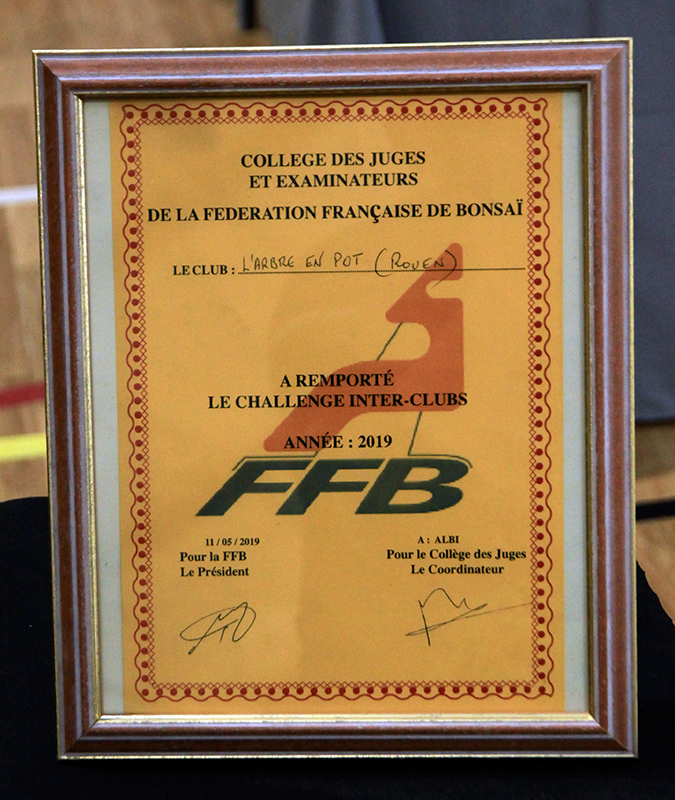 COLLEGE DES JUGES
ET EXAMINATEURS
DE LA FEDERATION FRANÇAISE DE BONSAÏ
LE CLUB : L'ARBRE EN POT (ROUEN)
A REMPORTÉ
LE CHALLENGE INTER-CLUBS
ANNÉE : 2019
FFB
11 / 05 / 2019 A : ALBI
Pour la FFB Pour le Collège des Juges
Le Président Le Coordinateur